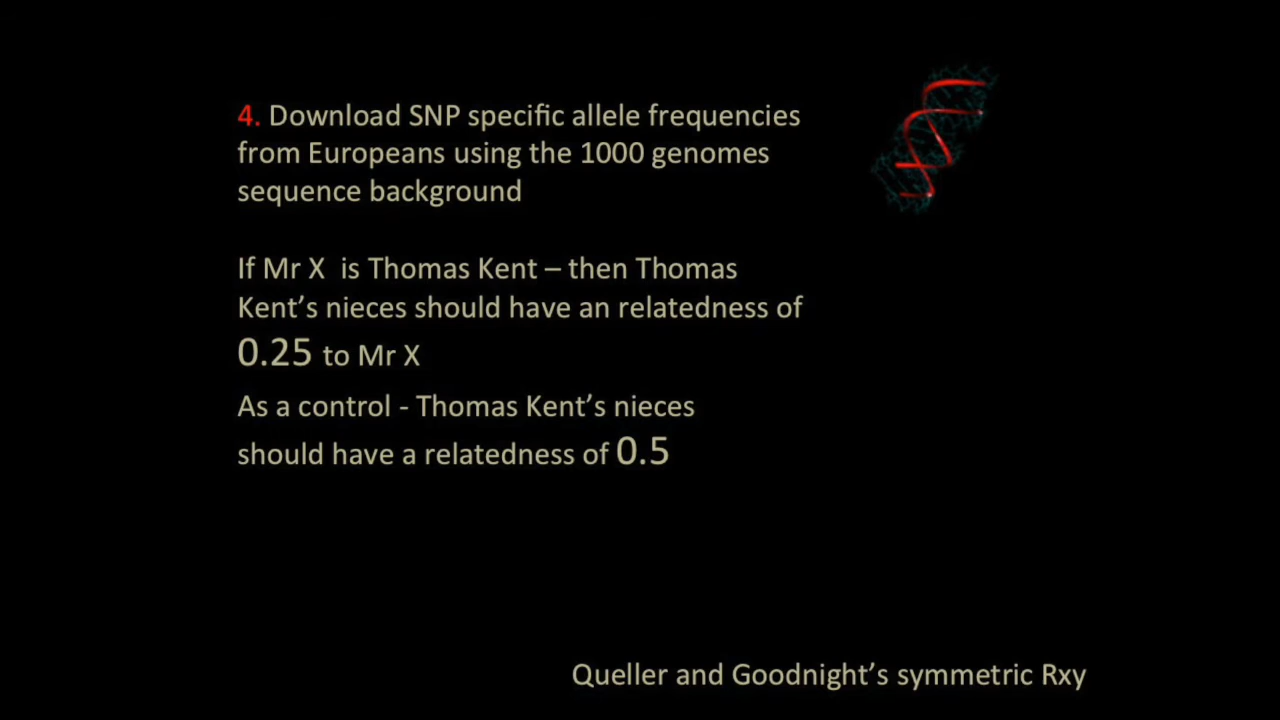 4. Download SNP specific allele frequencies
from Europeans using the 1000 genomes
sequence background
If Mr X is Thomas Kent – then Thomas
Kent’s nieces should have an relatedness of
0.25 to Mr X
As a control - Thomas Kent’s nieces
should have a relatedness of 0.5
Queller and Goodnight’s symmetric Rxy